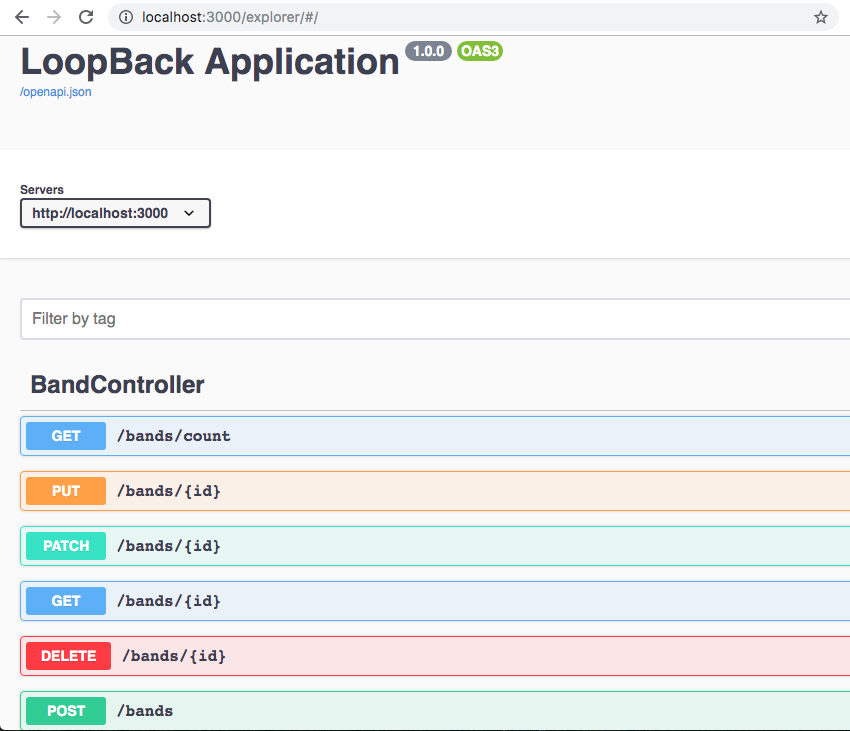 localhost:3000/explorer/#/
LoopBack Application 1.0.0 OAS3
/openapi.json
Servers
http://localhost:3000
Filter by tag
BandController
GET /bands/count
PUT /bands/{id}
PATCH /bands/{id}
GET /bands/{id}
DELETE /bands/{id}
POST /bands